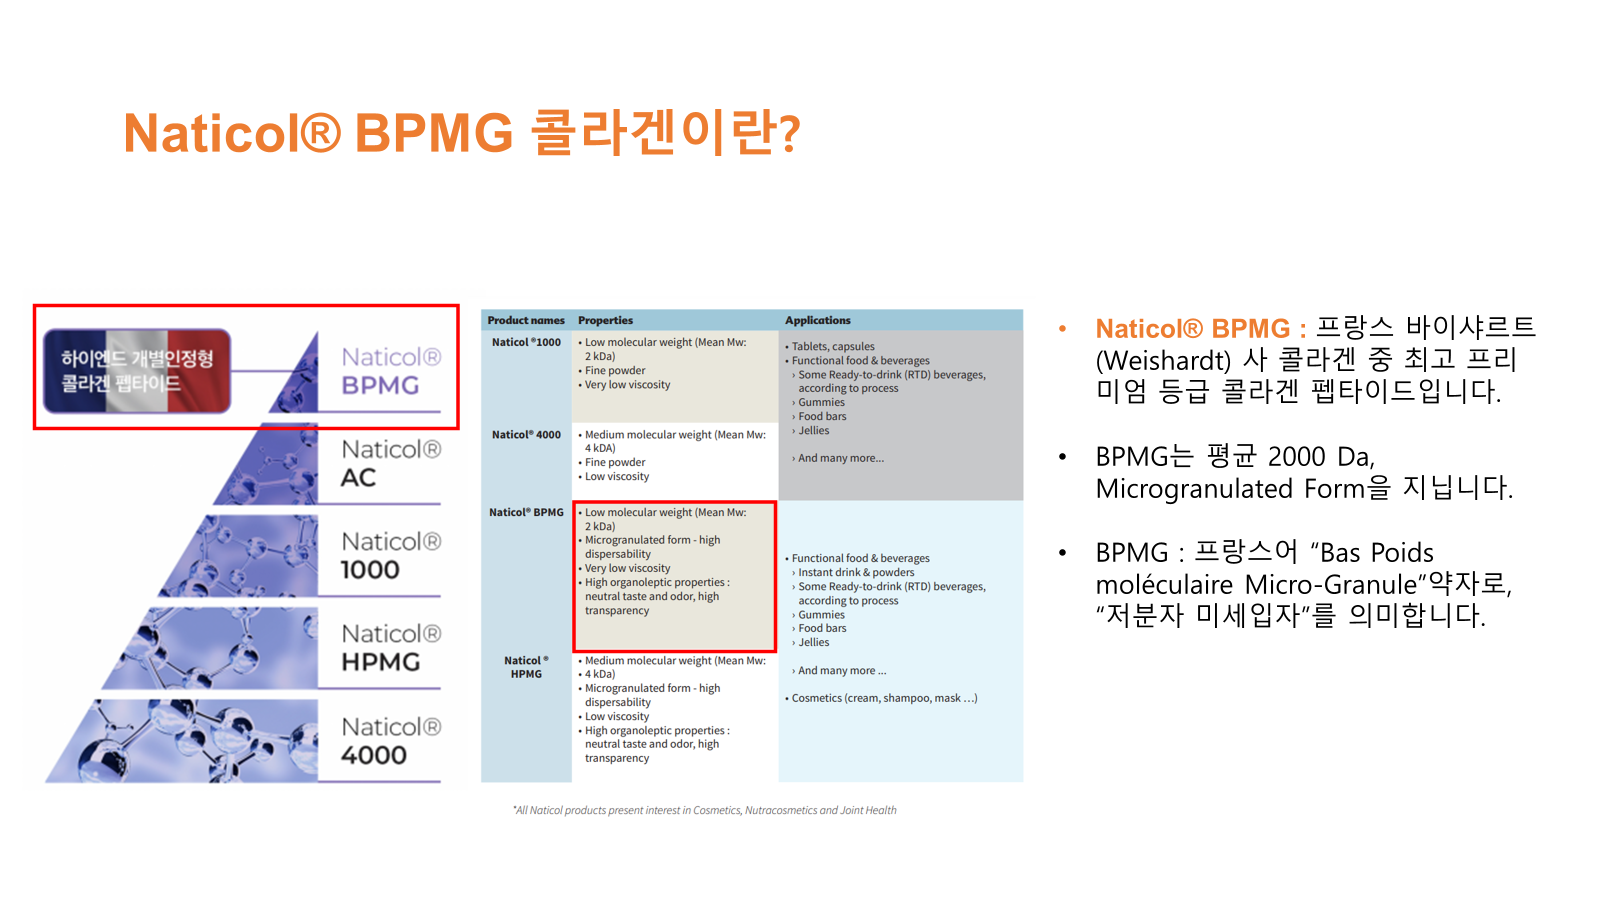 Naticol® BPMG 콜라겐이란?
하이엔드 개별인정형
콜라겐 펩타이드
Naticol®
BPMG
Naticol®
AC
Naticol®
1000
Naticol®
HPMG
Naticol®
4000
Product names Properties Applications
Naticol ®1000
• Low molecular weight (Mean Mw:
2 kDa)
• Fine powder
• Very low viscosity
Naticol® 4000
• Medium molecular weight (Mean Mw:
4 kDA)
• Fine powder
• Low viscosity
• Tablets, capsules
• Functional food & beverages
› Some Ready-to-drink (RTD) beverages,
according to process
› Gummies
› Food bars
› Jellies
› And many more...
Naticol® BPMG
• Low molecular weight (Mean Mw:
2 kDa)
• Microgranulated form - high
dispersability
• Very low viscosity
• High organoleptic properties :
neutral taste and odor, high
transparency
Naticol ®
HPMG
• Medium molecular weight (Mean Mw:
• 4 kDa)
• Microgranulated form - high
dispersability
• Low viscosity
• High organoleptic properties :
neutral taste and odor, high
transparency
• Functional food & beverages
› Instant drink & powders
› Some Ready-to-drink (RTD) beverages,
according to process
› Gummies
› Food bars
› Jellies
› And many more ...
• Cosmetics (cream, shampoo, mask ...)
*All Naticol products present interest in Cosmetics, Nutracosmetics and Joint Health
• Naticol® BPMG : 프랑스 바이샤르트
(Weishardt) 사 콜라겐 중 최고 프리
미엄 등급 콜라겐 펩타이드입니다.
• BPMG는 평균 2000 Da,
Microgranulated Form을 지닙니다.
• BPMG : 프랑스어 “Bas Poids
moléculaire Micro-Granule”약자로,
“저분자 미세입자”를 의미합니다.